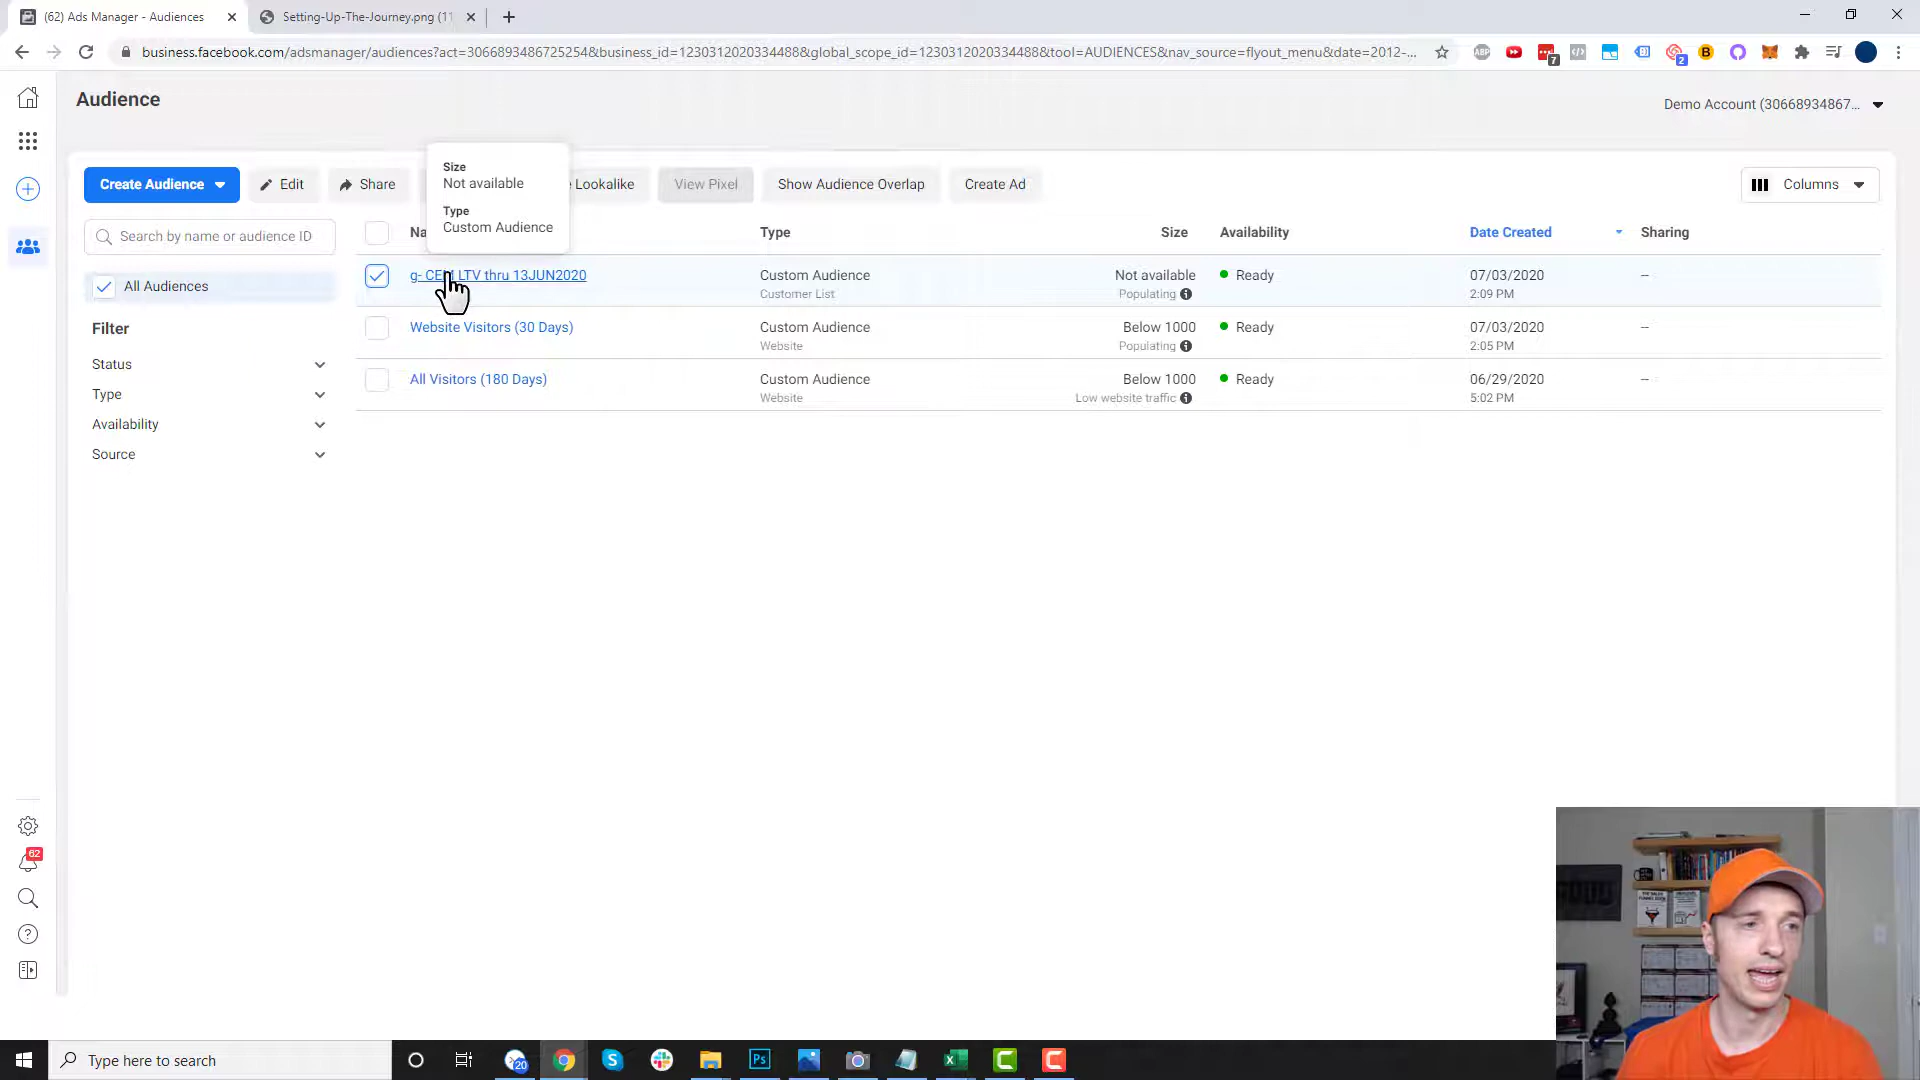 (62) Ads Manager - Audiences
Setting-Up-The-Journey.png (11
business.facebook.com/adsmanager/audiences?act=3066893486725254&business_id=1230312020334488&global_scope_id=1230312020334488&tool=AUDIENCES&nav_source=flyout_menu&date=2012-...
ABP
7
2
B
Audience
Demo Account (30668934867...
Size
Not available
Type
Custom Audience
Create Audience
Edit
Share
Lookalike
View Pixel
Show Audience Overlap
Create Ad
Columns
Search by name or audience ID
Type
Size
Availability
Date Created
Sharing
All Audiences
g- CEM LTV thru 13JUN2020
Custom Audience
Customer List
Not available
Populating
Ready
07/03/2020
2:09 PM
--
Website Visitors (30 Days)
Custom Audience
Website
Below 1000
Populating
Ready
07/03/2020
2:05 PM
--
All Visitors (180 Days)
Custom Audience
Website
Below 1000
Low website traffic
Ready
06/29/2020
5:02 PM
--
Filter
Status
Type
Availability
Source
62
Type here to search
20
Ps